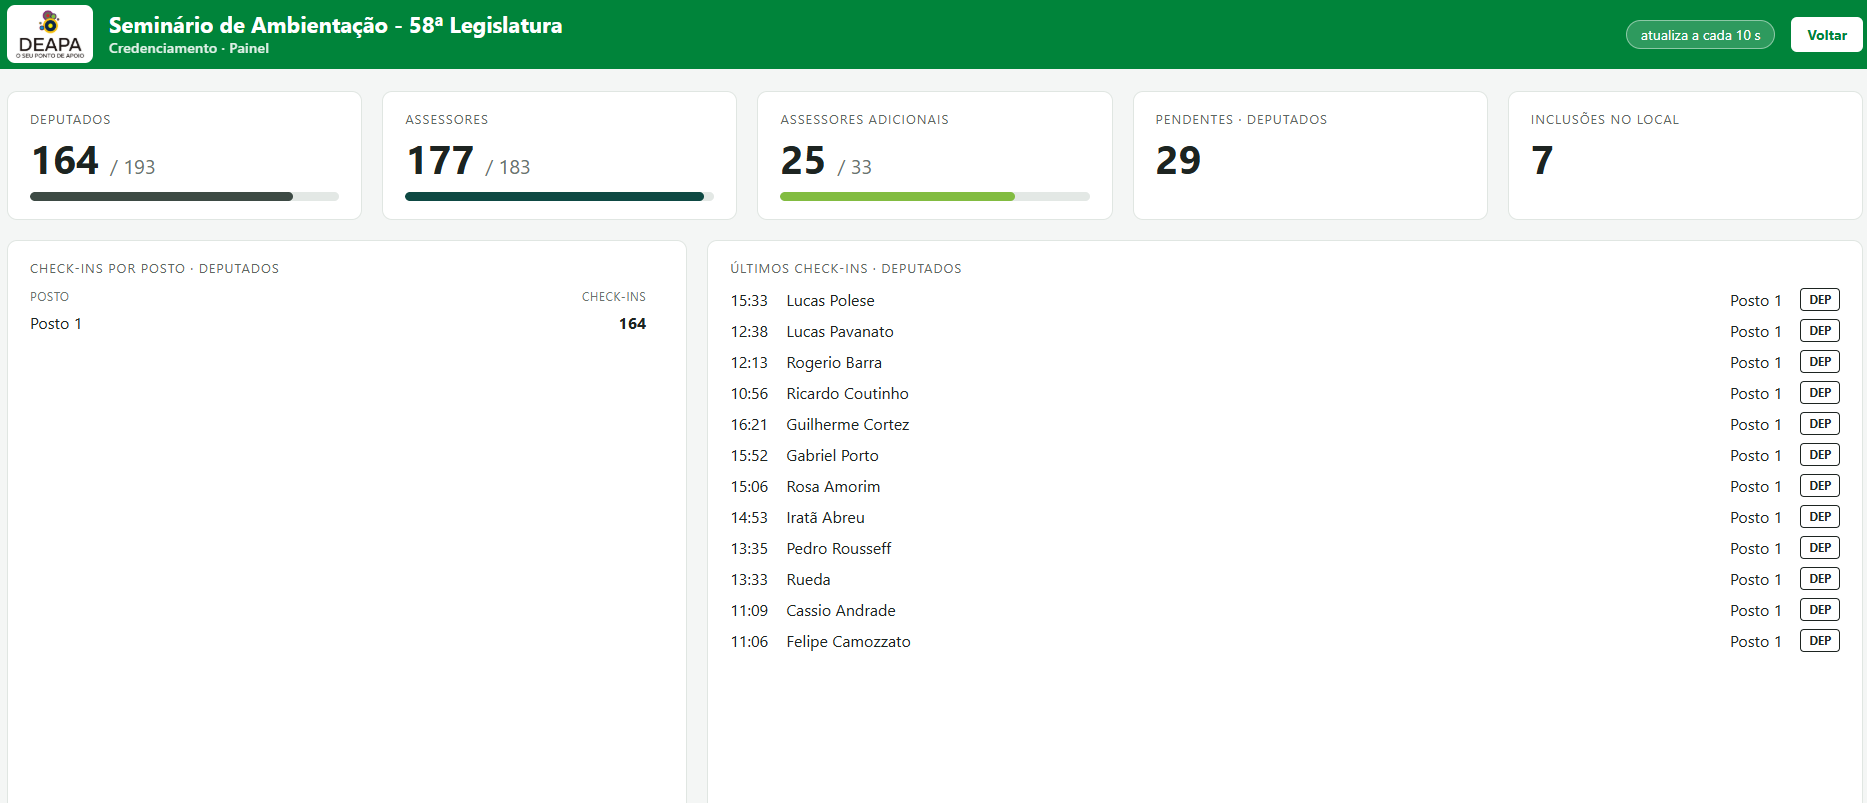 DEAPA
O SEU PONTO DE APOIO
Seminário de Ambientação - 58ª Legislatura
Credenciamento · Painel
atualiza a cada 10 s
Voltar
DEPUTADOS
164 / 193
ASSESSORES
177 / 183
ASSESSORES ADICIONAIS
25 / 33
PENDENTES · DEPUTADOS
29
INCLUSÕES NO LOCAL
7
CHECK-INS POR POSTO · DEPUTADOS
POSTO CHECK-INS
Posto 1 164
ÚLTIMOS CHECK-INS · DEPUTADOS
15:33 Lucas Polese Posto 1 DEP
12:38 Lucas Pavanato Posto 1 DEP
12:13 Rogerio Barra Posto 1 DEP
10:56 Ricardo Coutinho Posto 1 DEP
16:21 Guilherme Cortez Posto 1 DEP
15:52 Gabriel Porto Posto 1 DEP
15:06 Rosa Amorim Posto 1 DEP
14:53 Iratã Abreu Posto 1 DEP
13:35 Pedro Rousseff Posto 1 DEP
13:33 Rueda Posto 1 DEP
11:09 Cassio Andrade Posto 1 DEP
11:06 Felipe Camozzato Posto 1 DEP